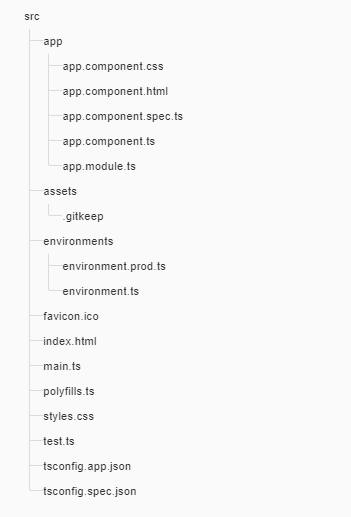 src
app
app.component.css
app.component.html
app.component.spec.ts
app.component.ts
app.module.ts
assets
.gitkeep
environments
environment.prod.ts
environment.ts
favicon.ico
index.html
main.ts
polyfills.ts
styles.css
test.ts
tsconfig.app.json
tsconfig.spec.json